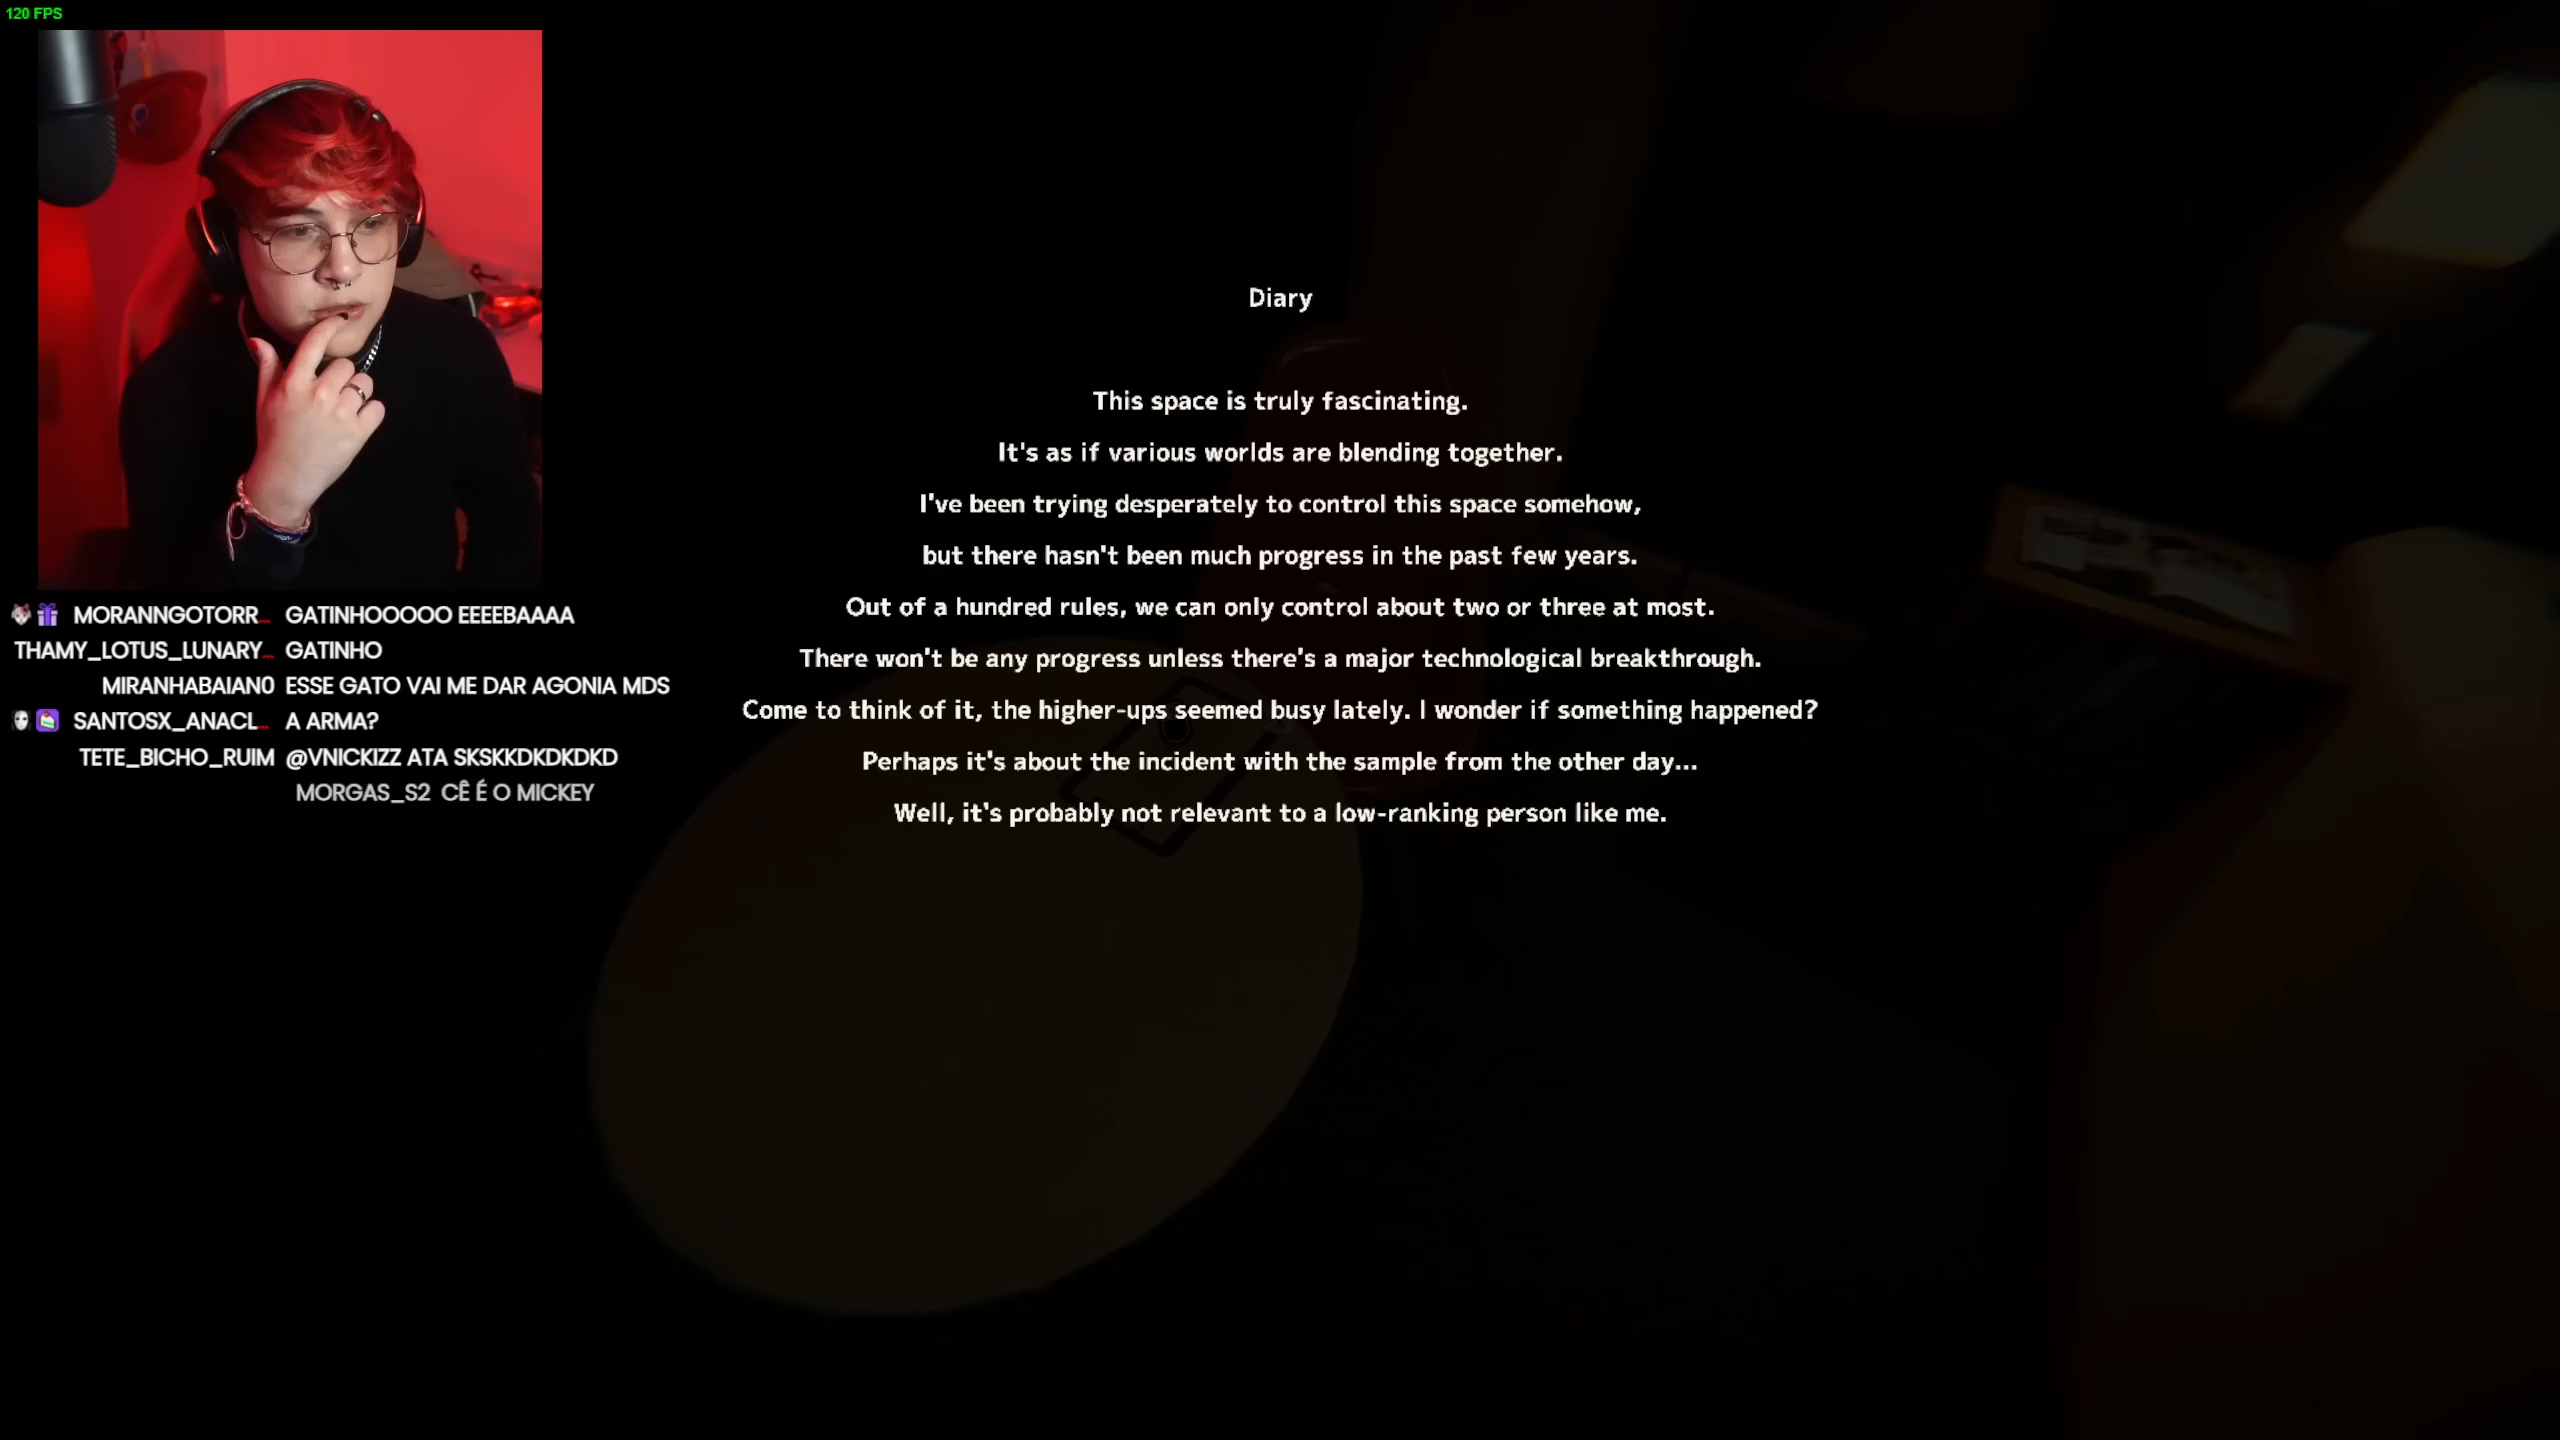 120 FPS
Diary
This space is truly fascinating.
It's as if various worlds are blending together.
I've been trying desperately to control this space somehow,
but there hasn't been much progress in the past few years.
Out of a hundred rules, we can only control about two or three at most.
There won't be any progress unless there's a major technological breakthrough.
Come to think of it, the higher-ups seemed busy lately. I wonder if something happened?
Perhaps it's about the incident with the sample from the other day...
Well, it's probably not relevant to a low-ranking person like me.
MORANNGOTORR... GATINHOOOOO EEEEBAAAA
THAMY_LOTUS_LUNARY... GATINHO
MIRANHABAIAN0 ESSE GATO VAI ME DAR AGONIA MDS
SANTOSX_ANACL... A ARMA?
TETE_BICHO_RUIM @VNICKIZZ ATA SKSKKDKDKDKD
MORGAS_S2 CÊ É O MICKEY